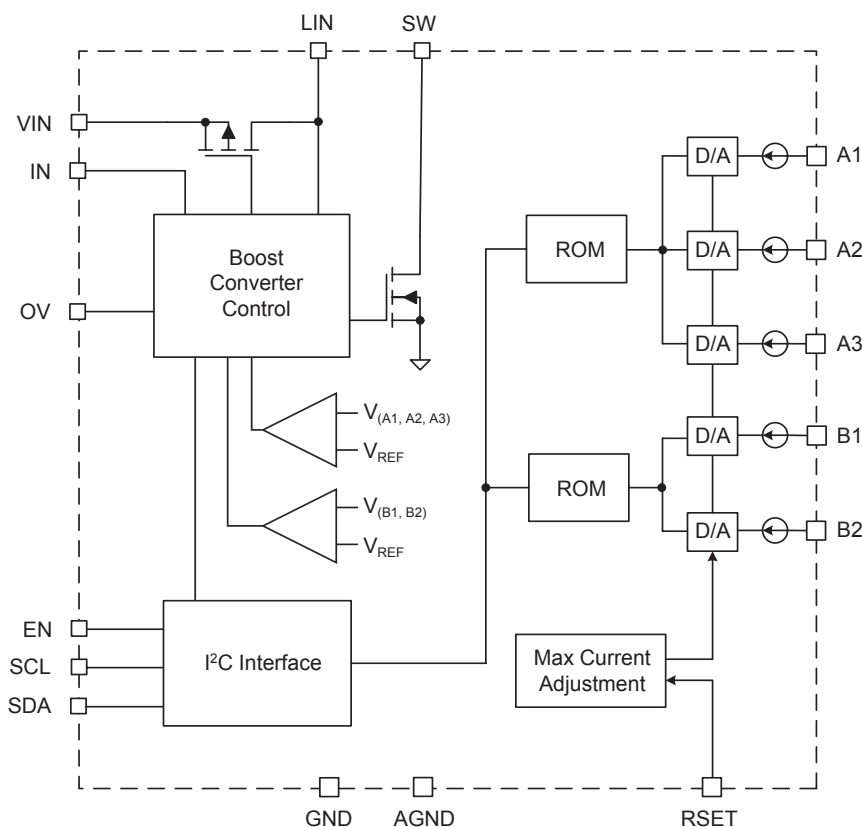 LIN
SW
VIN
IN
OV
Boost
Converter
Control
ROM
D/A
A1
D/A
A2
D/A
A3
V(A1, A2, A3)
VREF
V(B1, B2)
VREF
ROM
D/A
B1
D/A
B2
EN
SCL
SDA
I²C Interface
Max Current
Adjustment
GND
AGND
RSET